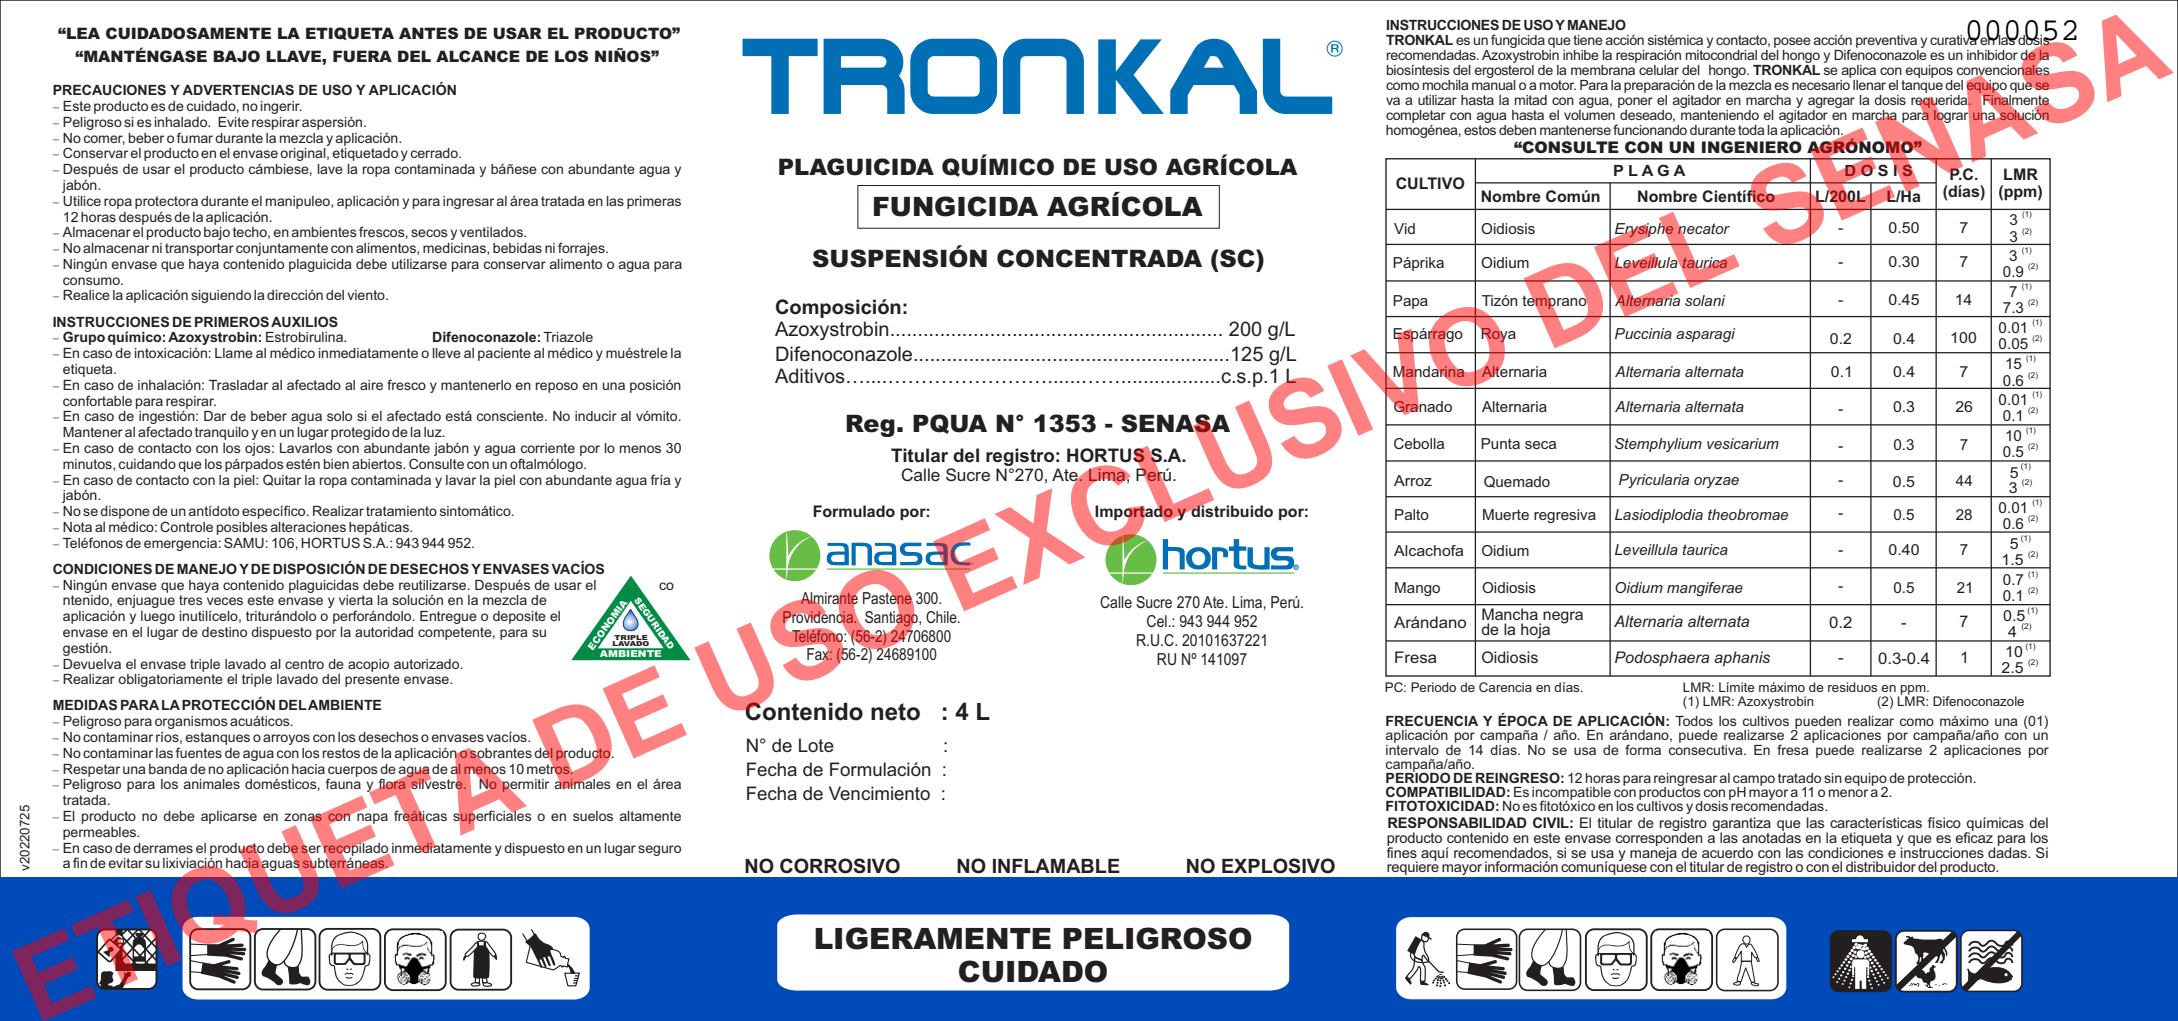 “LEA CUIDADOSAMENTE LA ETIQUETA ANTES DE USAR EL PRODUCTO”
“MANTÉNGASE BAJO LLAVE, FUERA DEL ALCANCE DE LOS NIÑOS”
PRECAUCIONES Y ADVERTENCIAS DE USO Y APLICACIÓN
– Este producto es de cuidado, no ingerir.
– Peligroso si es inhalado. Evite respirar aspersión.
– No comer, beber o fumar durante la mezcla y aplicación.
– Conservar el producto en el envase original, etiquetado y cerrado.
– Después de usar el producto cámbiese, lave la ropa contaminada y báñese con abundante agua y
jabón.
– Utilice ropa protectora durante el manipuleo, aplicación y para ingresar al área tratada en las primeras
12 horas después de la aplicación.
– Almacenar el producto bajo techo, en ambientes frescos, secos y ventilados.
– No almacenar ni transportar conjuntamente con alimentos, medicinas, bebidas ni forrajes.
– Ningún envase que haya contenido plaguicida debe utilizarse para conservar alimento o agua para
consumo.
– Realice la aplicación siguiendo la dirección del viento.
INSTRUCCIONES DE PRIMEROS AUXILIOS
– Grupo químico: Azoxystrobin: Estrobirulina. Difenoconazole: Triazole
– En caso de intoxicación: Llame al médico inmediatamente o lleve al paciente al médico y muéstrele la
etiqueta.
– En caso de inhalación: Trasladar al afectado al aire fresco y mantenerlo en reposo en una posición
confortable para respirar.
– En caso de ingestión: Dar de beber agua solo si el afectado está consciente. No inducir al vómito.
Mantener al afectado tranquilo y en un lugar protegido de la luz.
– En caso de contacto con los ojos: Lavarlos con abundante jabón y agua corriente por lo menos 30
minutos, cuidando que los párpados estén bien abiertos. Consulte con un oftalmólogo.
– En caso de contacto con la piel: Quitar la ropa contaminada y lavar la piel con abundante agua fría y
jabón.
– No se dispone de un antídoto específico. Realizar tratamiento sintomático.
– Nota al médico: Controle posibles alteraciones hepáticas.
– Teléfonos de emergencia: SAMU: 106, HORTUS S.A.: 943 944 952.
CONDICIONES DE MANEJO Y DE DISPOSICIÓN DE DESECHOS Y ENVASES VACÍOS
– Ningún envase que haya contenido plaguicidas debe reutilizarse. Después de usar el co
ntenido, enjuague tres veces este envase y vierta la solución en la mezcla de
aplicación y luego inutilícelo, triturándolo o perforándolo. Entregue o deposite el
envase en el lugar de destino dispuesto por la autoridad competente, para su
gestión.
– Devuelva el envase triple lavado al centro de acopio autorizado.
– Realizar obligatoriamente el triple lavado del presente envase.
ECONOMIA
SEGURIDAD
TRIPLE
LAVADO
AMBIENTE
MEDIDAS PARA LA PROTECCIÓN DEL AMBIENTE
– Peligroso para organismos acuáticos.
– No contaminar ríos, estanques o arroyos con los desechos o envases vacíos.
– No contaminar las fuentes de agua con los restos de la aplicación o sobrantes del producto.
– Respetar una banda de no aplicación hacia cuerpos de agua de al menos 10 metros.
– Peligroso para los animales domésticos, fauna y flora silvestre. No permitir animales en el área
tratada.
– El producto no debe aplicarse en zonas con napa freáticas superficiales o en suelos altamente
permeables.
– En caso de derrames el producto debe ser recopilado inmediatamente y dispuesto en un lugar seguro
a fin de evitar su lixiviación hacia aguas subterráneas.
v20220725
TRONKAL®
PLAGUICIDA QUÍMICO DE USO AGRÍCOLA
FUNGICIDA AGRÍCOLA
SUSPENSIÓN CONCENTRADA (SC)
Composición:
Azoxystrobin............................................................ 200 g/L
Difenoconazole.........................................................125 g/L
Aditivos…...……………………….......…….................c.s.p.1 L
Reg. PQUA N° 1353 - SENASA
Titular del registro: HORTUS S.A.
Calle Sucre N°270, Ate. Lima, Perú.
Formulado por:
anasac
Almirante Pastene 300.
Providencia. Santiago, Chile.
Teléfono: (56-2) 24706800
Fax: (56-2) 24689100
Importado y distribuido por:
hortus®
Calle Sucre 270 Ate. Lima, Perú.
Cel.: 943 944 952
R.U.C. 20101637221
RU Nº 141097
Contenido neto : 4 L
N° de Lote :
Fecha de Formulación :
Fecha de Vencimiento :
NO CORROSIVO NO INFLAMABLE NO EXPLOSIVO
LIGERAMENTE PELIGROSO
CUIDADO
000052
INSTRUCCIONES DE USO Y MANEJO
TRONKAL es un fungicida que tiene acción sistémica y contacto, posee acción preventiva y curativa en las dosis
recomendadas. Azoxystrobin inhibe la respiración mitocondrial del hongo y Difenoconazole es un inhibidor de la
biosíntesis del ergosterol de la membrana celular del hongo. TRONKAL se aplica con equipos convencionales
como mochila manual o a motor. Para la preparación de la mezcla es necesario llenar el tanque del equipo que se
va a utilizar hasta la mitad con agua, poner el agitador en marcha y agregar la dosis requerida. Finalmente
completar con agua hasta el volumen deseado, manteniendo el agitador en marcha para lograr una solución
homogénea, estos deben mantenerse funcionando durante toda la aplicación.
“CONSULTE CON UN INGENIERO AGRÓNOMO”
CULTIVO PLAGA DOSIS P.C. (días) LMR (ppm)
Nombre Común Nombre Científico L/200L L/Ha
Vid Oidiosis Erysiphe necator - 0.50 7 3 (1) 3 (2)
Páprika Oidium Leveillula taurica - 0.30 7 3 (1) 0.9 (2)
Papa Tizón temprano Alternaria solani - 0.45 14 7 (1) 7.3 (2)
Espárrago Roya Puccinia asparagi 0.2 0.4 100 0.01 (1) 0.05 (2)
Mandarina Alternaria Alternaria alternata 0.1 0.4 7 15 (1) 0.6 (2)
Granado Alternaria Alternaria alternata - 0.3 26 0.01 (1) 0.1 (2)
Cebolla Punta seca Stemphylium vesicarium - 0.3 7 10 (1) 0.5 (2)
Arroz Quemado Pyricularia oryzae - 0.5 44 5 (1) 3 (2)
Palto Muerte regresiva Lasiodiplodia theobromae - 0.5 28 0.01 (1) 0.6 (2)
Alcachofa Oidium Leveillula taurica - 0.40 7 5 (1) 1.5 (2)
Mango Oidiosis Oidium mangiferae - 0.5 21 0.7 (1) 0.1 (2)
Arándano Mancha negra de la hoja Alternaria alternata 0.2 - 7 0.5 (1) 4 (2)
Fresa Oidiosis Podosphaera aphanis - 0.3-0.4 1 10 (1) 2.5 (2)
PC: Periodo de Carencia en días. LMR: Límite máximo de residuos en ppm.
(1) LMR: Azoxystrobin (2) LMR: Difenoconazole
FRECUENCIA Y ÉPOCA DE APLICACIÓN: Todos los cultivos pueden realizar como máximo una (01)
aplicación por campaña / año. En arándano, puede realizarse 2 aplicaciones por campaña/año con un
intervalo de 14 días. No se usa de forma consecutiva. En fresa puede realizarse 2 aplicaciones por
campaña/año.
PERIODO DE REINGRESO: 12 horas para reingresar al campo tratado sin equipo de protección.
COMPATIBILIDAD: Es incompatible con productos con pH mayor a 11 o menor a 2.
FITOTOXICIDAD: No es fitotóxico en los cultivos y dosis recomendadas.
RESPONSABILIDAD CIVIL: El titular de registro garantiza que las características físico químicas del
producto contenido en este envase corresponden a las anotadas en la etiqueta y que es eficaz para los
fines aquí recomendados, si se usa y maneja de acuerdo con las condiciones e instrucciones dadas. Si
requiere mayor información comuníquese con el titular de registro o con el distribuidor del producto.
ETIQUETA DE USO EXCLUSIVO DEL SENASA